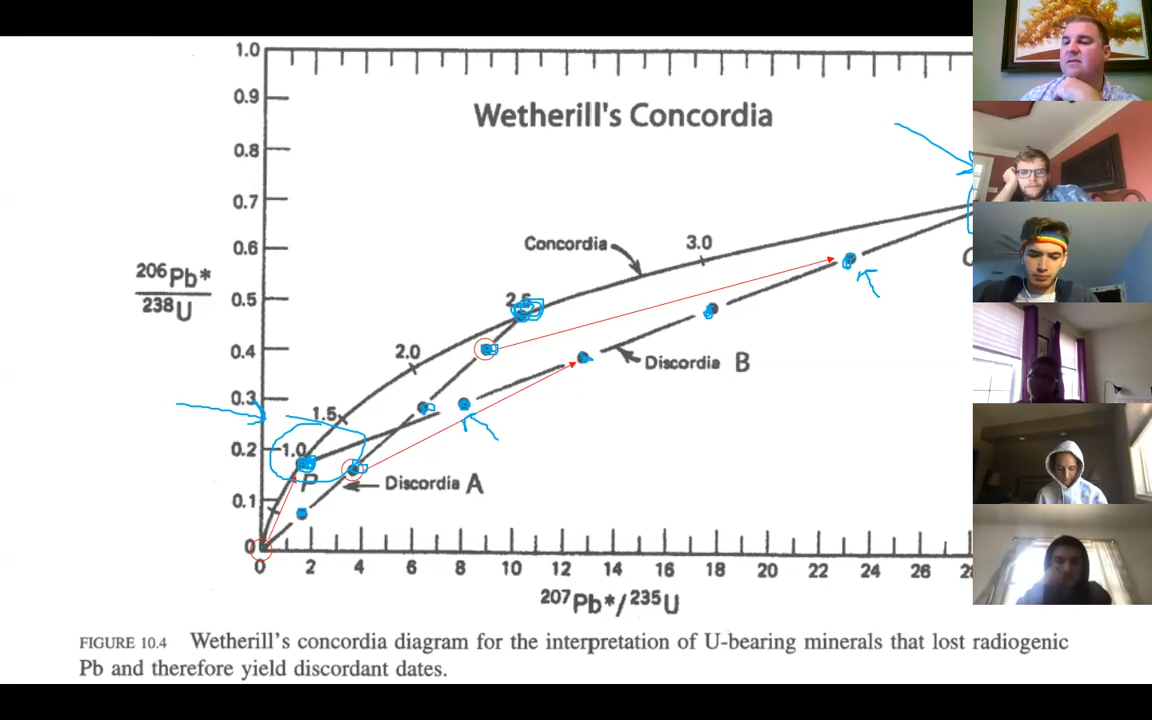 1.0
0.9
Wetherill's Concordia
0.8
0.7
0.6
Concordia
3.0
206Pb*
238U
0.5
2.5
0.4
2.0
Discordia B
0.3
1.5
0.2
1.0
P
Discordia A
0.1
0
0 2 4 6 8 10 12 14 16 18 20 22 24 26
207Pb*/235U
FIGURE 10.4 Wetherill's concordia diagram for the interpretation of U-bearing minerals that lost radiogenic
Pb and therefore yield discordant dates.